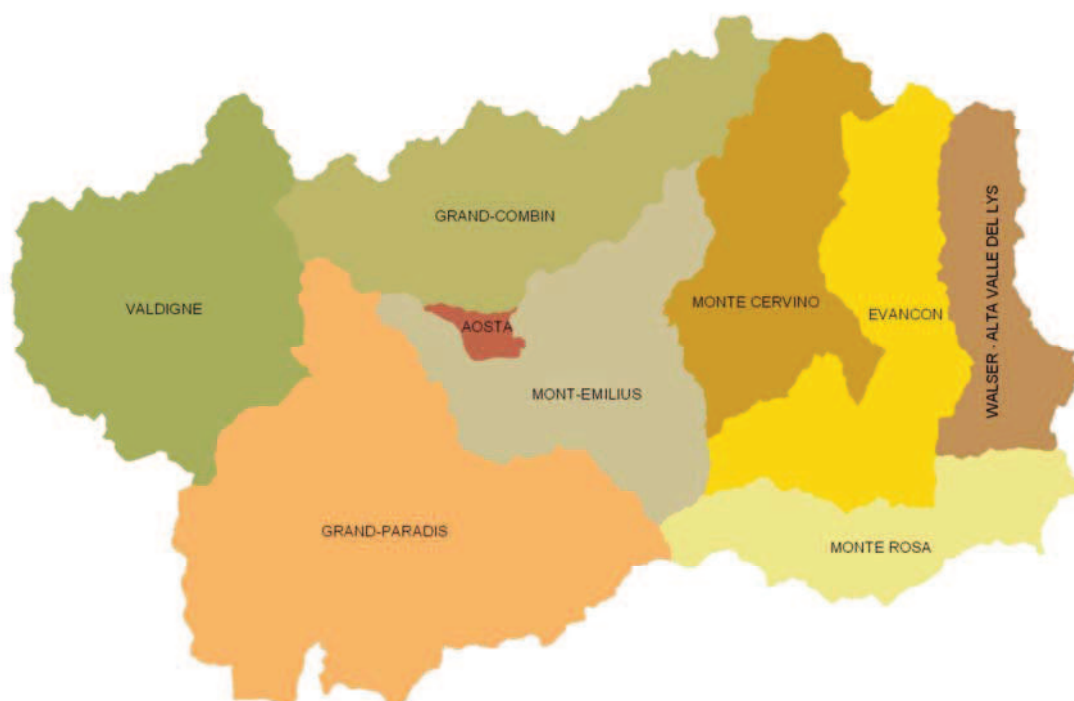 GRAND-COMBIN
VALDIGNE
MONTE CERVINO
EVANCON
AOSTA
WALSER - ALTA VALLE DEL LYS
MONT-EMILIUS
GRAND-PARADIS
MONTE ROSA